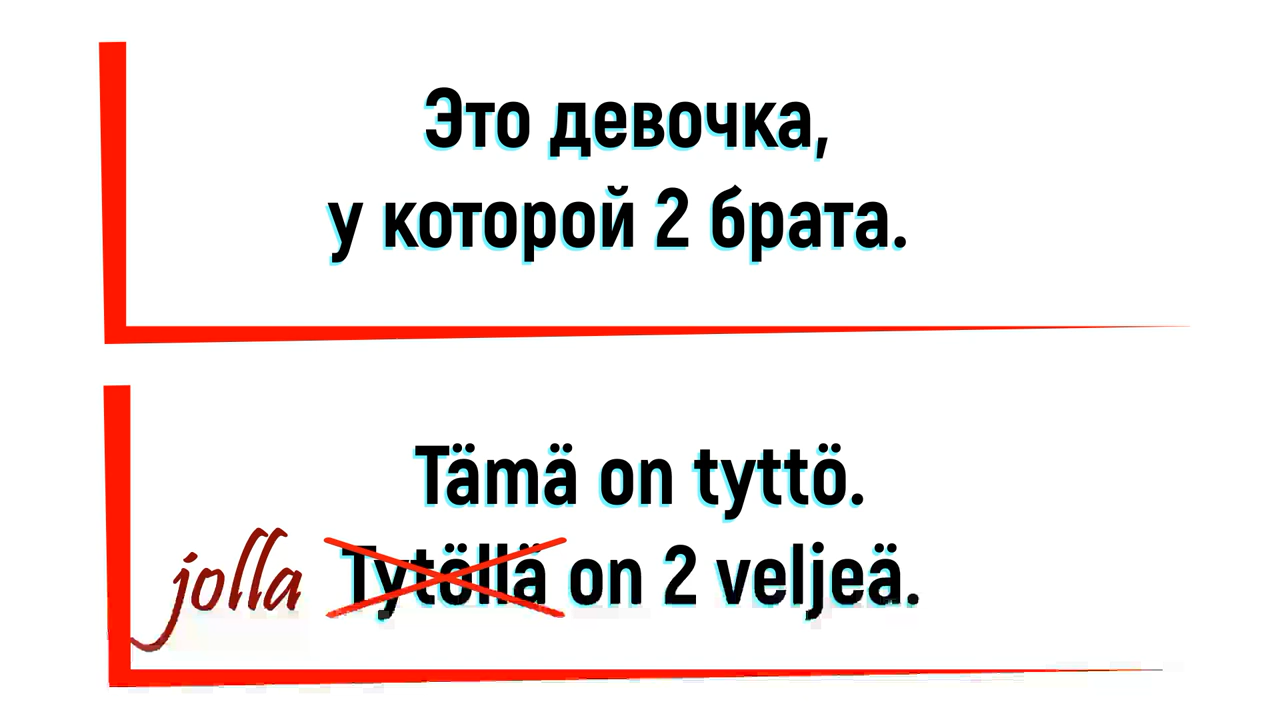 Это девочка,
у которой 2 брата.
Tämä on tyttö.
jolla Tytöllä on 2 veljeä.